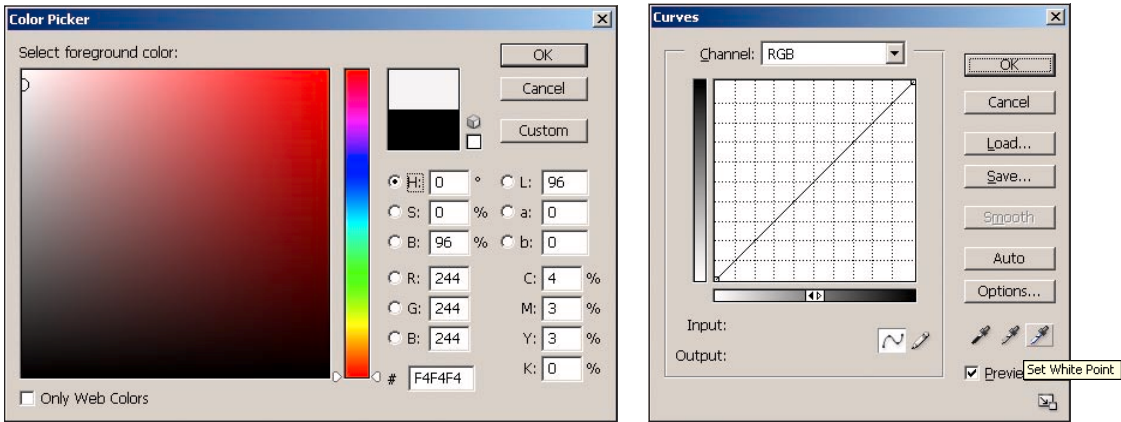 Color Picker
Select foreground color:
OK
Cancel
Custom
H: 0 ° L: 96
S: 0 % a: 0
B: 96 % b: 0
R: 244 C: 4 %
G: 244 M: 3 %
B: 244 Y: 3 %
# F4F4F4 K: 0 %
Only Web Colors
Curves
Channel: RGB
OK
Cancel
Load...
Save...
Smooth
Auto
Options...
Input:
Output:
Previe
Set White Point